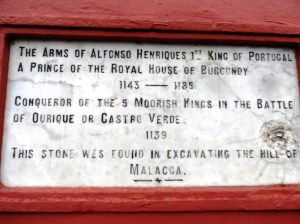 The Arms of Alfonso Henriques 1st King of Portugal
A Prince of the Royal House of Burgundy
1143 — 1185
Conqueror of the 5 Moorish Kings in the Battle
of Ourique or Castro Verde
1139
This stone was found in excavating the hill of
Malacca.